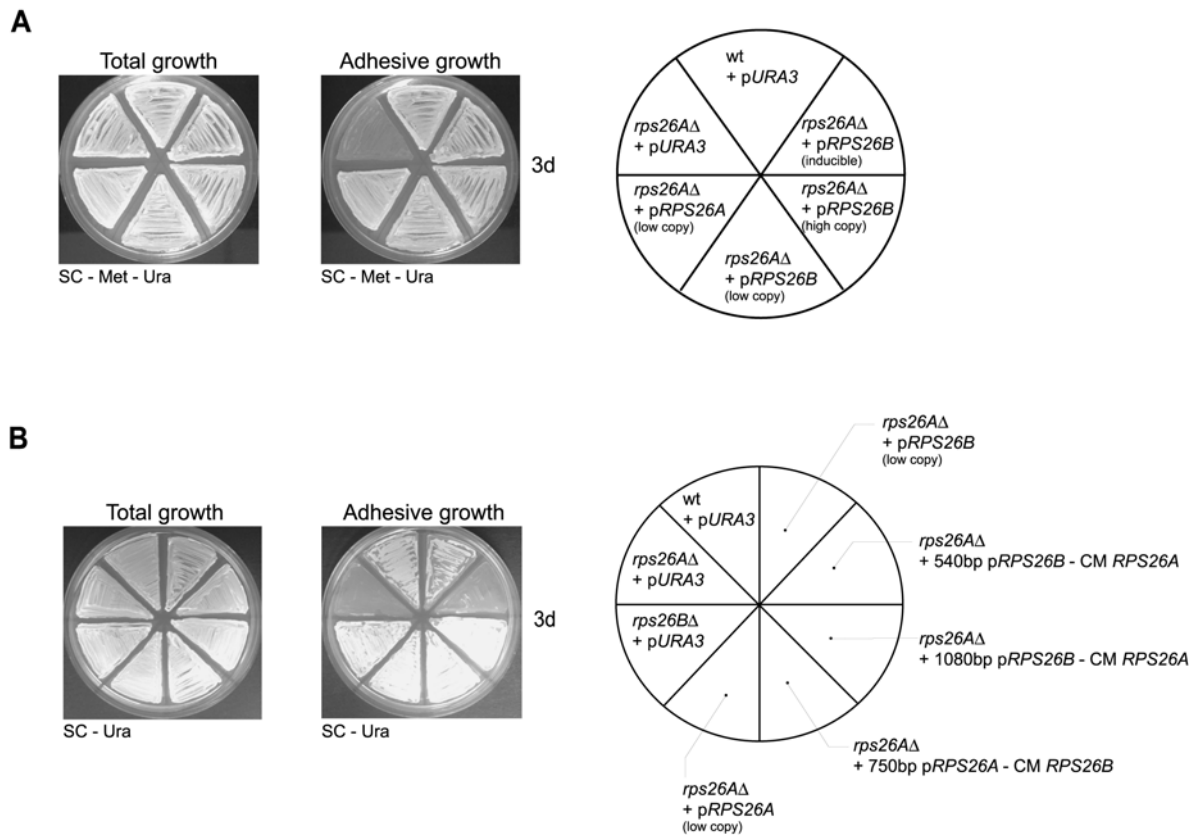 A
Total growth
Adhesive growth
3d
SC - Met - Ura
SC - Met - Ura
wt
+ pURA3
rps26AΔ
+ pURA3
rps26AΔ
+ pRPS26B
(inducible)
rps26AΔ
+ pRPS26A
(low copy)
rps26AΔ
+ pRPS26B
(high copy)
rps26AΔ
+ pRPS26B
(low copy)
B
Total growth
Adhesive growth
3d
SC - Ura
SC - Ura
rps26AΔ
+ pRPS26B
(low copy)
wt
+ pURA3
rps26AΔ
+ pURA3
rps26BΔ
+ pURA3
rps26AΔ
+ 540bp pRPS26B - CM RPS26A
rps26AΔ
+ 1080bp pRPS26B - CM RPS26A
rps26AΔ
+ 750bp pRPS26A - CM RPS26B
rps26AΔ
+ pRPS26A
(low copy)